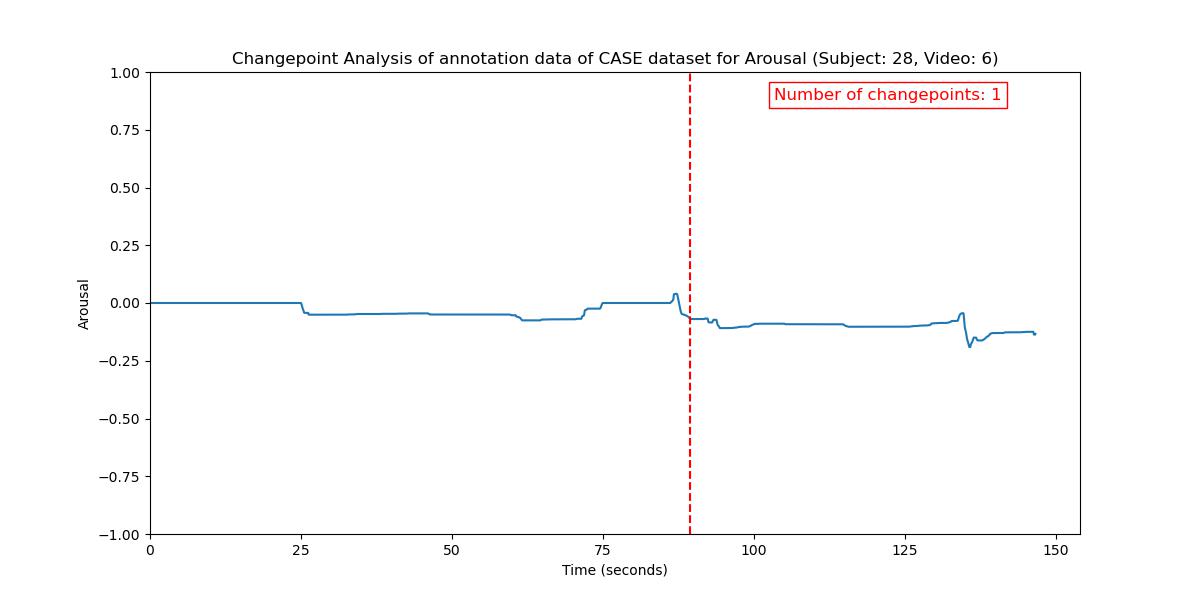 Changepoint Analysis of annotation data of CASE dataset for Arousal (Subject: 28, Video: 6)
Number of changepoints: 1
1.00
0.75
0.50
0.25
0.00
−0.25
−0.50
−0.75
−1.00
Arousal
0 25 50 75 100 125 150
Time (seconds)